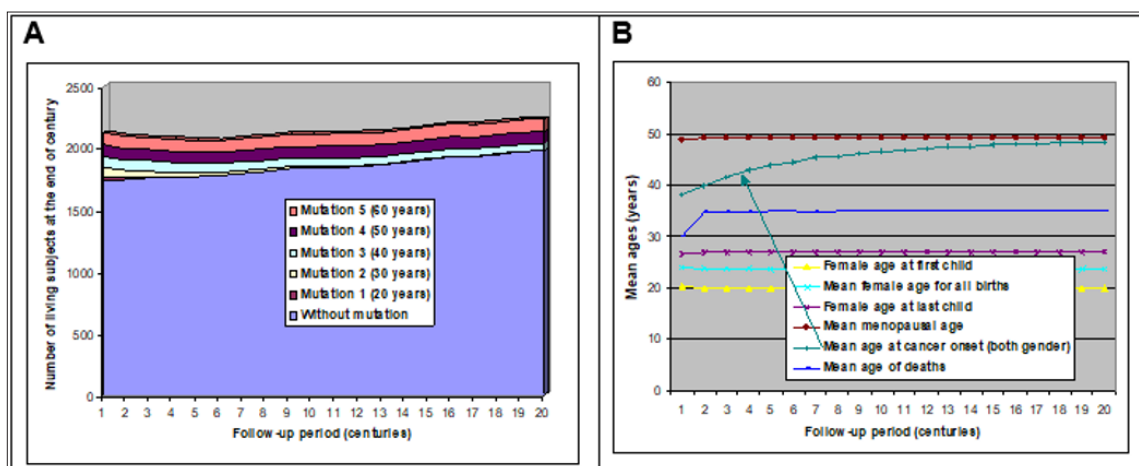 A
Number of living subjects at the end of century
2500
2000
1500
1000
500
0
Mutation 5 (60 years)
Mutation 4 (50 years)
Mutation 3 (40 years)
Mutation 2 (30 years)
Mutation 1 (20 years)
Without mutation
1 2 3 4 5 6 7 8 9 10 11 12 13 14 15 16 17 18 19 20
Follow-up period (centuries)
B
Mean ages (years)
60
50
40
30
20
10
0
Female age at first child
Mean female age for all births
Female age at last child
Mean menopausal age
Mean age at cancer onset (both gender)
Mean age of deaths
1 2 3 4 5 6 7 8 9 10 11 12 13 14 15 16 17 18 19 20
Follow-up period (centuries)